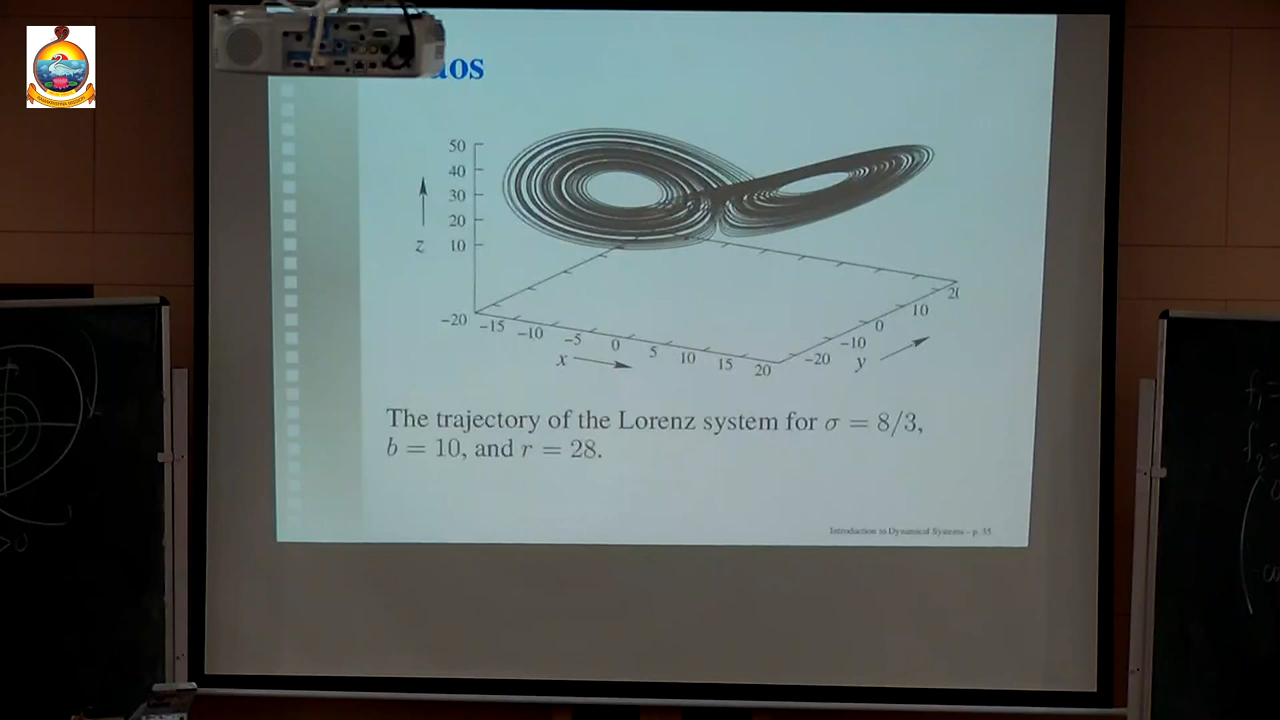 aos
50
40
30
20
10
z
−20 −15 −10 −5 0 5 10 15 20
x
−20 −10 0 10 20
y
The trajectory of the Lorenz system for σ = 8/3,
b = 10, and r = 28.
Introduction to Dynamical Systems – p. 35